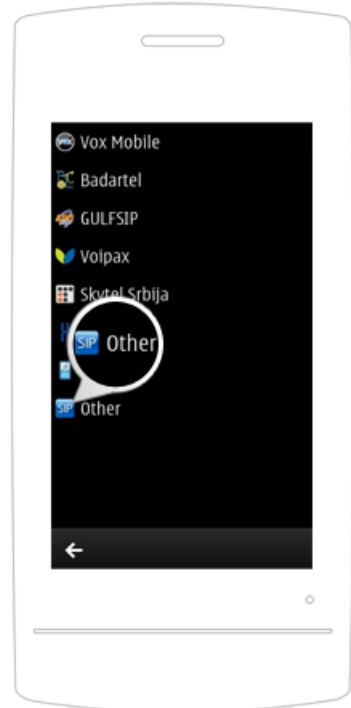 Vox Mobile
Badartel
GULFSIP
Voipax
Skytel Srbija
SIP Other
SIP Other